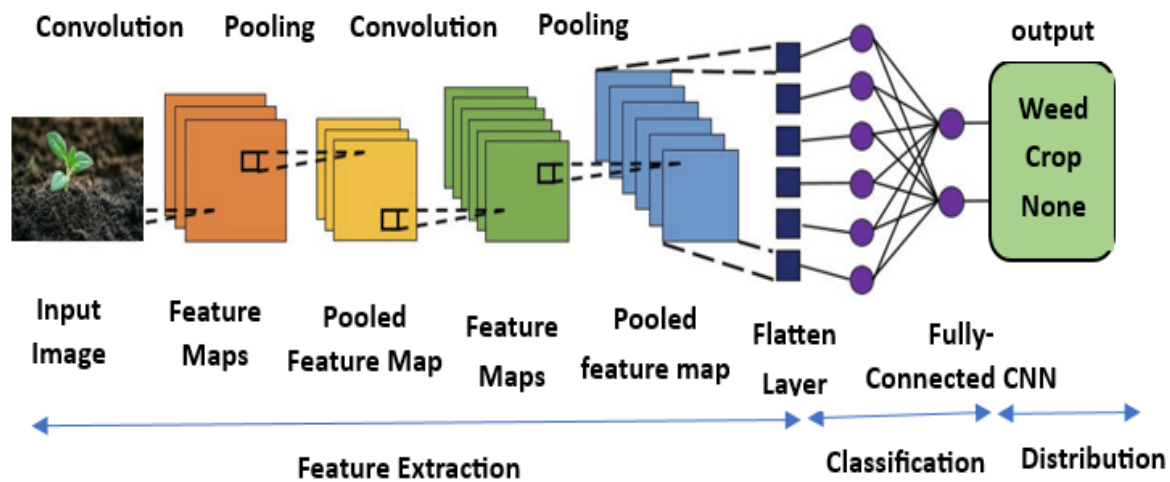 Convolution Pooling Convolution Pooling output
Weed
Crop
None
Input
Image
Feature
Maps
Pooled
Feature Map
Feature
Maps
Pooled
feature map
Flatten
Layer
Fully-
Connected CNN
Feature Extraction
Classification
Distribution